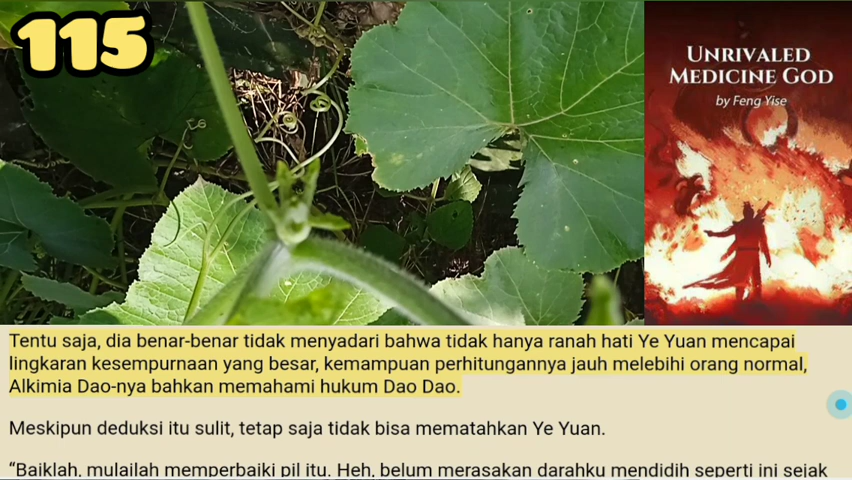 115
UNRIVALED
MEDICINE GOD
by Feng Yise
Tentu saja, dia benar-benar tidak menyadari bahwa tidak hanya ranah hati Ye Yuan mencapai
lingkaran kesempurnaan yang besar, kemampuan perhitungannya jauh melebihi orang normal,
Alkimia Dao-nya bahkan memahami hukum Dao Dao.
Meskipun deduksi itu sulit, tetap saja tidak bisa mematahkan Ye Yuan.
“Baiklah, mulailah memperbaiki pil itu. Heh, belum merasakan darahku mendidih seperti ini sejak